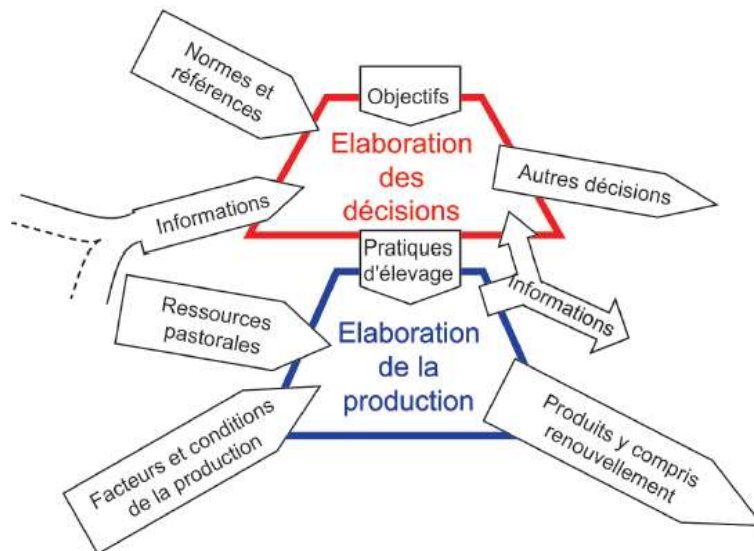 Normes et
références
Objectifs
Elaboration
des
décisions
Autres décisions
Informations
Pratiques
d'élevage
Informations
Ressources
pastorales
Elaboration
de la
production
Facteurs et conditions
de la production
Produits y compris
renouvellement